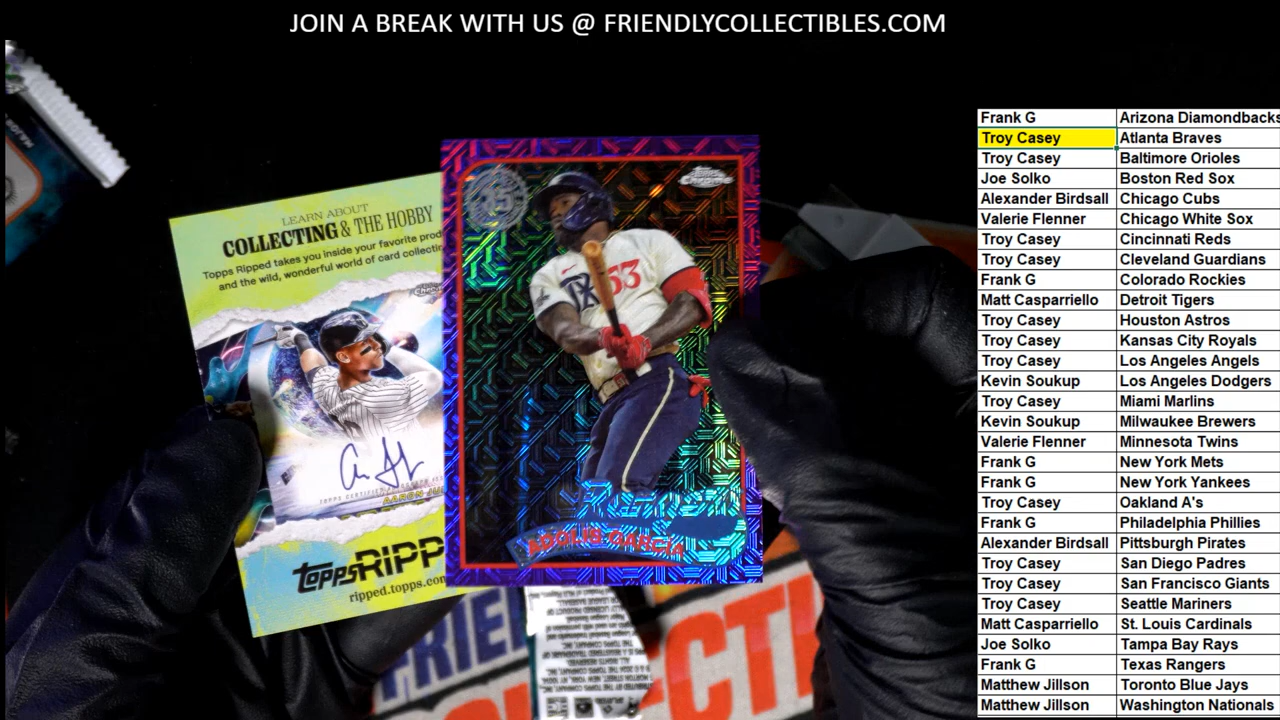 JOIN A BREAK WITH US @ FRIENDLYCOLLECTIBLES.COM
LEARN ABOUT
COLLECTING & THE HOBBY
Topps Ripped takes you inside your favorite
and the wild, wonderful world of card
TOPPS CERTIFIED AUTOGRAPH
AARON
topps RIPP
ripped.topps.com
53
ADOLIS GARCIA
Frank G Arizona Diamondbacks
Troy Casey Atlanta Braves
Troy Casey Baltimore Orioles
Joe Solko Boston Red Sox
Alexander Birdsall Chicago Cubs
Valerie Flenner Chicago White Sox
Troy Casey Cincinnati Reds
Troy Casey Cleveland Guardians
Frank G Colorado Rockies
Matt Casparriello Detroit Tigers
Troy Casey Houston Astros
Troy Casey Kansas City Royals
Troy Casey Los Angeles Angels
Kevin Soukup Los Angeles Dodgers
Troy Casey Miami Marlins
Kevin Soukup Milwaukee Brewers
Valerie Flenner Minnesota Twins
Frank G New York Mets
Frank G New York Yankees
Troy Casey Oakland A's
Frank G Philadelphia Phillies
Alexander Birdsall Pittsburgh Pirates
Troy Casey San Diego Padres
Troy Casey San Francisco Giants
Troy Casey Seattle Mariners
Matt Casparriello St. Louis Cardinals
Joe Solko Tampa Bay Rays
Frank G Texas Rangers
Matthew Jillson Toronto Blue Jays
Matthew Jillson Washington Nationals